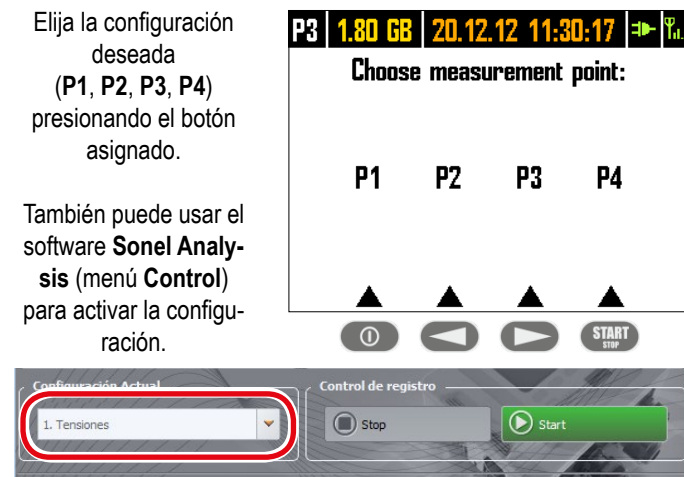 Elija la configuración
deseada
(P1, P2, P3, P4)
presionando el botón
asignado.
También puede usar el
software Sonel Analy-
sis (menú Control)
para activar la configu-
ración.
P3 1.80 GB 20.12.12 11:30:17
Choose measurement point:
P1 P2 P3 P4
START
STOP
Configuración Actual
1. Tensiones
Control de registro
Stop
Start